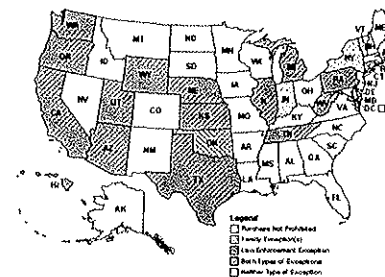 WA
MT
ND
MN
VT
ME
OR
ID
SD
WI
MI
NY
WY
IA
PA
NV
NE
IL
IN
OH
NJ
CA
UT
CO
KS
MO
KY
WV
VA
DE
MD
DC
AZ
NM
OK
AR
TN
NC
SC
TX
LA
MS
AL
GA
FL
HI
AK
Legend
Purchase Not Prohibited
Family Exception(s)
Law Enforcement Exception
Both Types of Exceptions
Neither Type of Exception